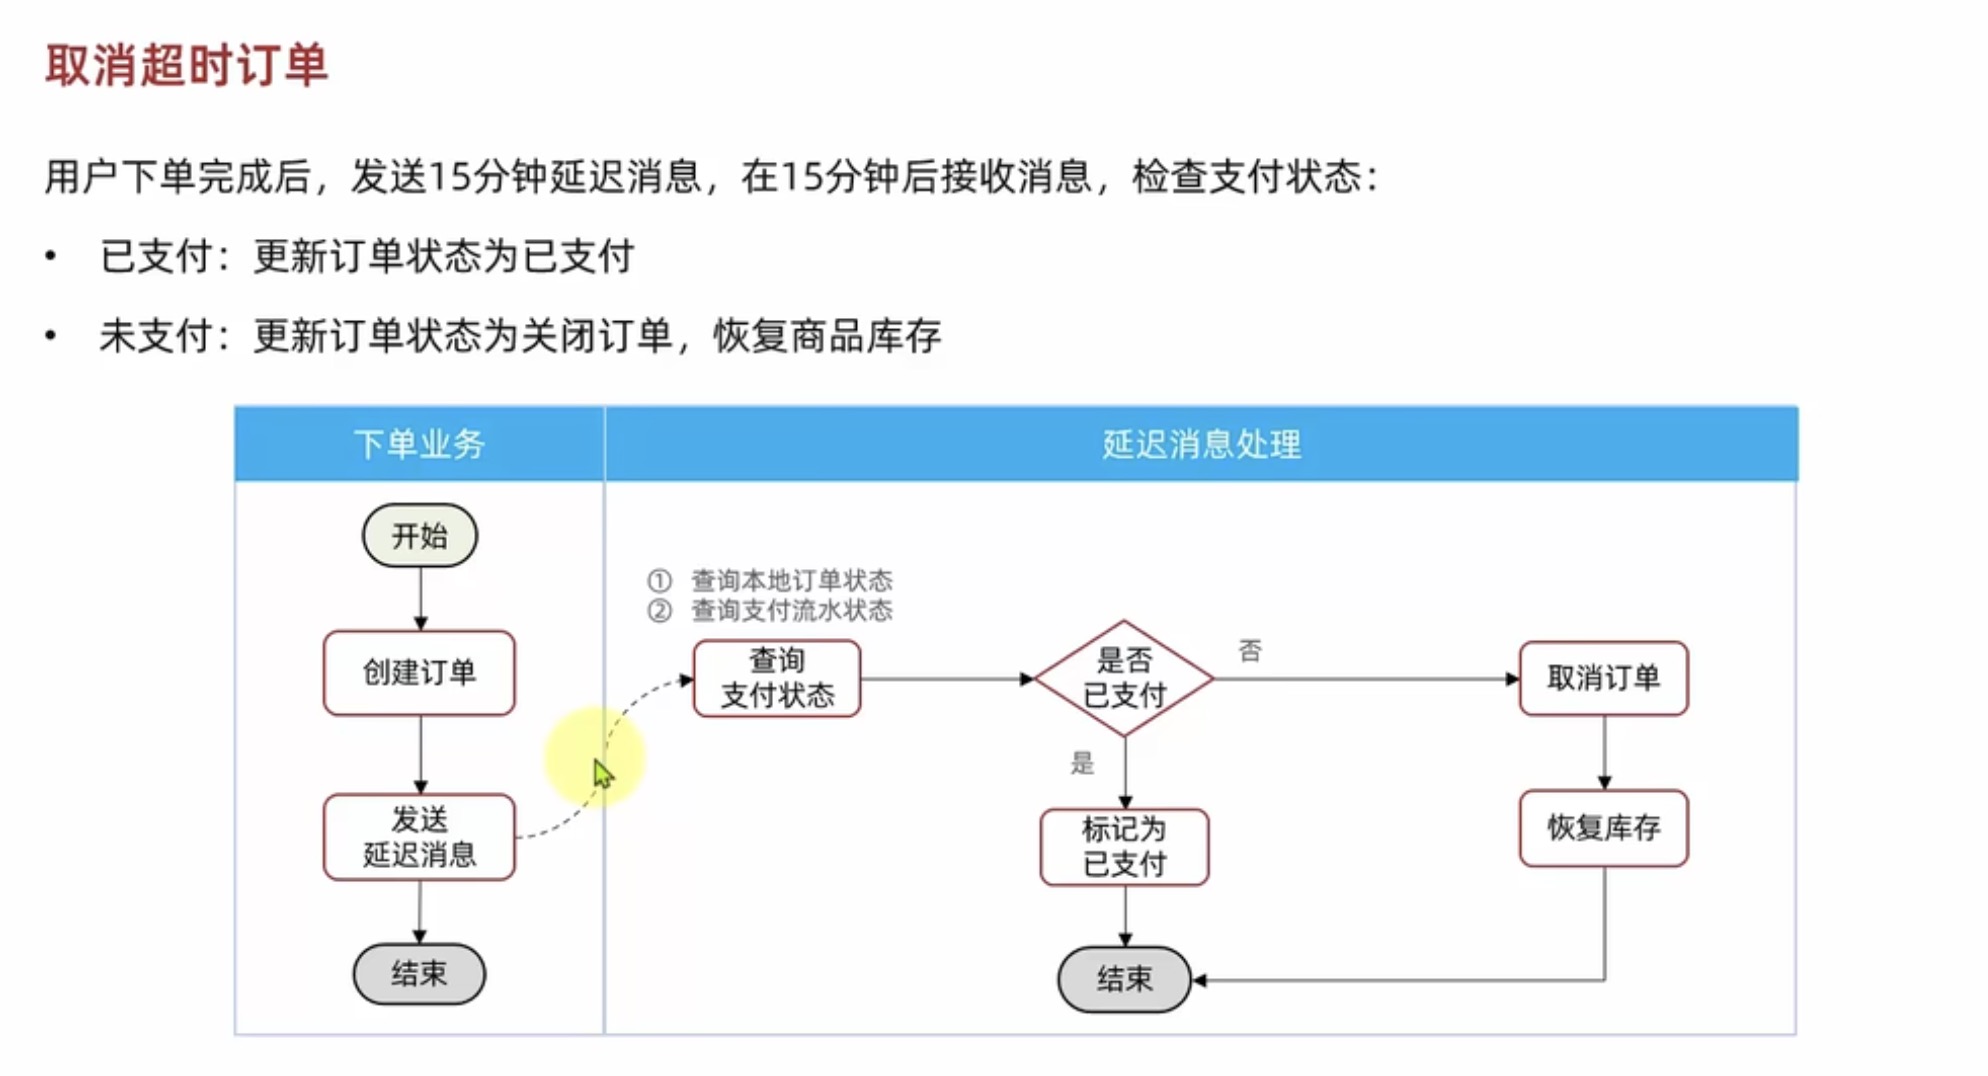 取消超时订单
用户下单完成后，发送15分钟延迟消息，在15分钟后接收消息，检查支付状态：
• 已支付：更新订单状态为已支付
• 未支付：更新订单状态为关闭订单，恢复商品库存
下单业务
延迟消息处理
开始
创建订单
发送
延迟消息
结束
① 查询本地订单状态
② 查询支付流水状态
查询
支付状态
是否
已支付
否
取消订单
是
标记为
已支付
恢复库存
结束